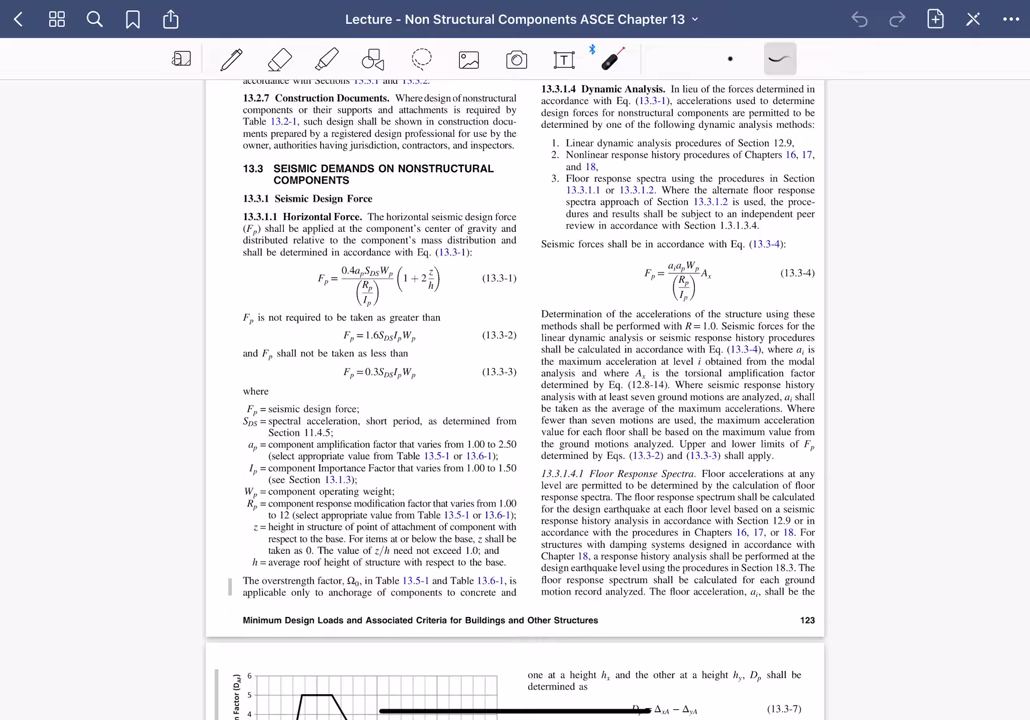 Lecture - Non Structural Components ASCE Chapter 13
T
accordance with Sections 13.3.1 and 13.3.2.
13.2.7 Construction Documents. Where design of nonstructural
components or their supports and attachments is required by
Table 13.2-1, such design shall be shown in construction docu-
ments prepared by a registered design professional for use by the
owner, authorities having jurisdiction, contractors, and inspectors.
13.3 SEISMIC DEMANDS ON NONSTRUCTURAL
COMPONENTS
13.3.1 Seismic Design Force
13.3.1.1 Horizontal Force. The horizontal seismic design force
(Fp) shall be applied at the component's center of gravity and
distributed relative to the component's mass distribution and
shall be determined in accordance with Eq. (13.3-1):
Fp = 0.4apSDSWp / (Rp/Ip) (1 + 2 z/h) (13.3-1)
Fp is not required to be taken as greater than
Fp = 1.6SDSIpWp (13.3-2)
and Fp shall not be taken as less than
Fp = 0.3SDSIpWp (13.3-3)
where
Fp = seismic design force;
SDS = spectral acceleration, short period, as determined from
Section 11.4.5;
ap = component amplification factor that varies from 1.00 to 2.50
(select appropriate value from Table 13.5-1 or 13.6-1);
Ip = component Importance Factor that varies from 1.00 to 1.50
(see Section 13.1.3);
Wp = component operating weight;
Rp = component response modification factor that varies from 1.00
to 12 (select appropriate value from Table 13.5-1 or 13.6-1);
z = height in structure of point of attachment of component with
respect to the base. For items at or below the base, z shall be
taken as 0. The value of z/h need not exceed 1.0; and
h = average roof height of structure with respect to the base.
The overstrength factor, Ω0, in Table 13.5-1 and Table 13.6-1, is
applicable only to anchorage of components to concrete and
13.3.1.4 Dynamic Analysis. In lieu of the forces determined in
accordance with Eq. (13.3-1), accelerations used to determine
design forces for nonstructural components are permitted to be
determined by one of the following dynamic analysis methods:
1. Linear dynamic analysis procedures of Section 12.9,
2. Nonlinear response history procedures of Chapters 16, 17,
and 18,
3. Floor response spectra using the procedures in Section
13.3.1.1 or 13.3.1.2. Where the alternate floor response
spectra approach of Section 13.3.1.2 is used, the proce-
dures and results shall be subject to an independent peer
review in accordance with Section 1.3.1.3.4.
Seismic forces shall be in accordance with Eq. (13.3-4):
Fp = aiapWp / (Rp/Ip) Ax (13.3-4)
Determination of the accelerations of the structure using these
methods shall be performed with R = 1.0. Seismic forces for the
linear dynamic analysis or seismic response history procedures
shall be calculated in accordance with Eq. (13.3-4), where ai is
the maximum acceleration at level i obtained from the modal
analysis and where Ax is the torsional amplification factor
determined by Eq. (12.8-14). Where seismic response history
analysis with at least seven ground motions are analyzed, ai shall
be taken as the average of the maximum accelerations. Where
fewer than seven motions are used, the maximum acceleration
value for each floor shall be based on the maximum value from
the ground motions analyzed. Upper and lower limits of Fp
determined by Eqs. (13.3-2) and (13.3-3) shall apply.
13.3.1.4.1 Floor Response Spectra. Floor accelerations at any
level are permitted to be determined by the calculation of floor
response spectra. The floor response spectrum shall be calculated
for the design earthquake at each floor level based on a seismic
response history analysis in accordance with Section 12.9 or in
accordance with the procedures in Chapters 16, 17, or 18. For
structures with damping systems designed in accordance with
Chapter 18, a response history analysis shall be performed at the
design earthquake level using the procedures in Section 18.3. The
floor response spectrum shall be calculated for each ground
motion record analyzed. The floor acceleration, ai, shall be the
Minimum Design Loads and Associated Criteria for Buildings and Other Structures 123
n Factor (DAF)
6
5
4
one at a height hx and the other at a height hy, Dp shall be
determined as
Dp = ΔxA − ΔyA (13.3-7)